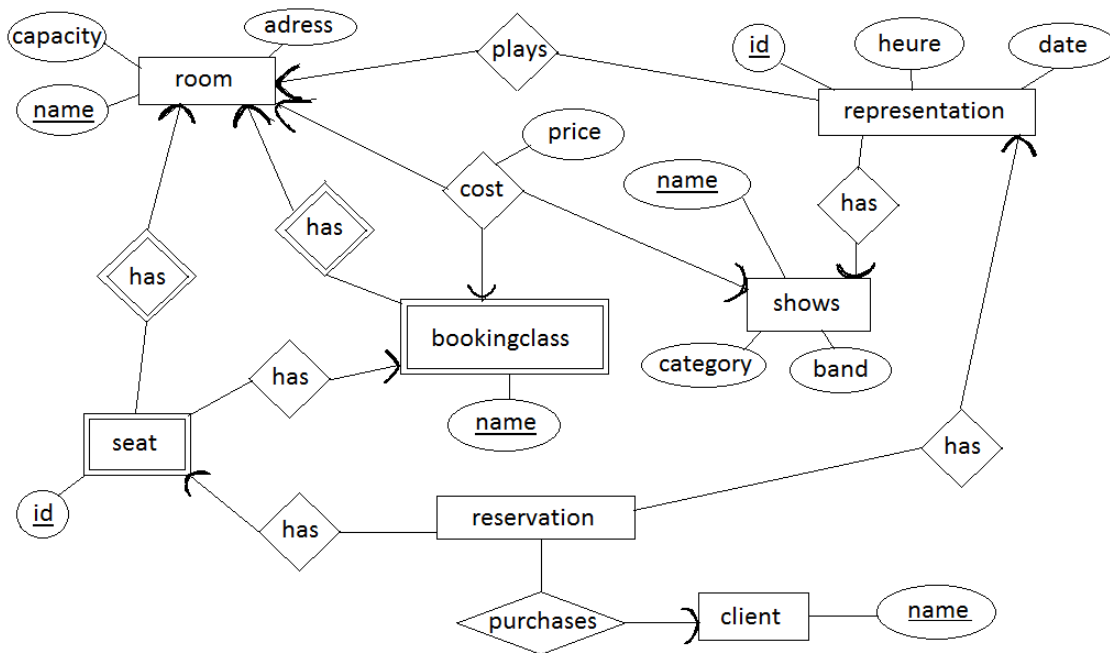 capacity
adress
plays
id
heure
date
room
name
representation
price
name
cost
has
has
has
shows
bookingclass
category
band
has
name
seat
has
id
reservation
has
purchases
client
name